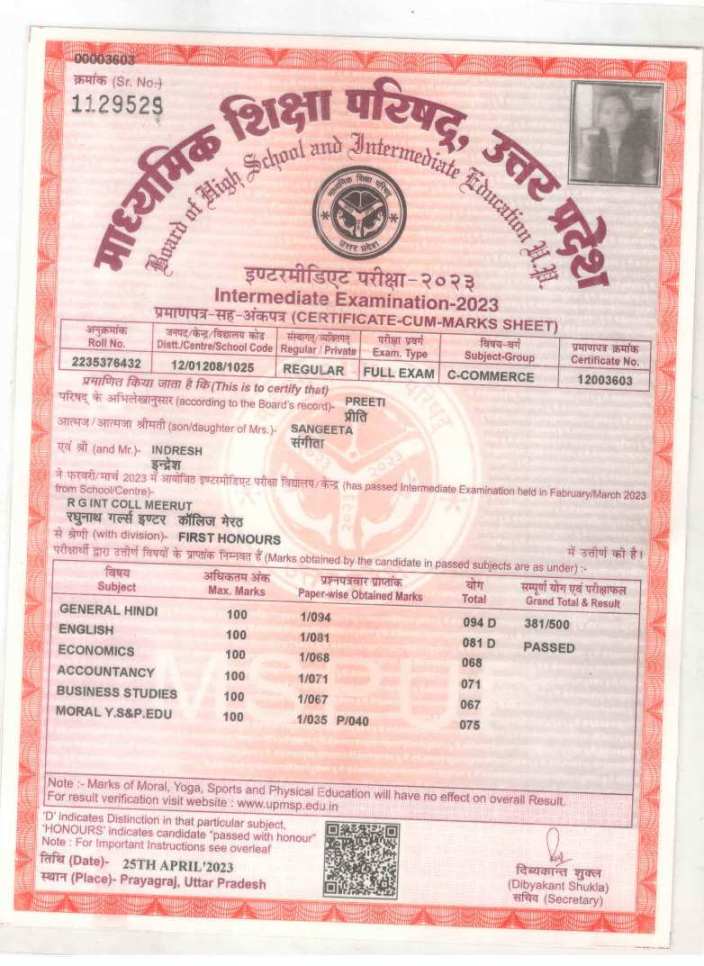 00003603
क्रमांक (Sr. No.)
1129529
माध्यमिक शिक्षा परिषद्, उत्तर प्रदेश
Board of High School and Intermediate Education U.P.
माध्यमिक शिक्षा परिषद्
उत्तर प्रदेश
इण्टरमीडिएट परीक्षा-२०२३
Intermediate Examination-2023
प्रमाणपत्र-सह-अंकपत्र (CERTIFICATE-CUM-MARKS SHEET)
अनुक्रमांक जनपद/केन्द्र/विद्यालय कोड संस्थागत/व्यक्तिगत परीक्षा प्रवर्ग विषय-वर्ग प्रमाणपत्र क्रमांक
Roll No. Distt./Centre/School Code Regular / Private Exam. Type Subject-Group Certificate No.
2235376432 12/01208/1025 REGULAR FULL EXAM C-COMMERCE 12003603
प्रमाणित किया जाता है कि (This is to certify that)
परिषद् के अभिलेखानुसार (according to the Board's record)- PREETI
प्रीति
आत्मज/आत्मजा श्रीमती (son/daughter of Mrs.)- SANGEETA
संगीता
एवं श्री (and Mr.)- INDRESH
इन्द्रेश
ने फरवरी/मार्च 2023 में आयोजित इण्टरमीडिएट परीक्षा विद्यालय/केन्द्र (has passed Intermediate Examination held in Fabruary/March 2023
from School/Centre)-
R G INT COLL MEERUT
रघुनाथ गर्ल्स इण्टर कॉलिज मेरठ
से श्रेणी (with division)- FIRST HONOURS में उत्तीर्ण की है।
परीक्षार्थी द्वारा उत्तीर्ण विषयों के प्राप्तांक निम्नवत हैं (Marks obtained by the candidate in passed subjects are as under) :-
विषय अधिकतम अंक प्रश्नपत्रवार प्राप्तांक योग सम्पूर्ण योग एवं परीक्षाफल
Subject Max. Marks Paper-wise Obtained Marks Total Grand Total & Result
GENERAL HINDI 100 1/094 094 D 381/500
ENGLISH 100 1/081 081 D PASSED
ECONOMICS 100 1/068 068
ACCOUNTANCY 100 1/071 071
BUSINESS STUDIES 100 1/067 067
MORAL Y.S&P.EDU 100 1/035 P/040 075
MSPUP
Note :- Marks of Moral, Yoga, Sports and Physical Education will have no effect on overall Result.
For result verification visit website : www.upmsp.edu.in
'D' indicates Distinction in that particular subject,
'HONOURS' indicates candidate "passed with honour"
Note : For Important Instructions see overleaf
तिथि (Date)- 25TH APRIL'2023
स्थान (Place)- Prayagraj, Uttar Pradesh
दिब्यकान्त शुक्ल
(Dibyakant Shukla)
सचिव (Secretary)